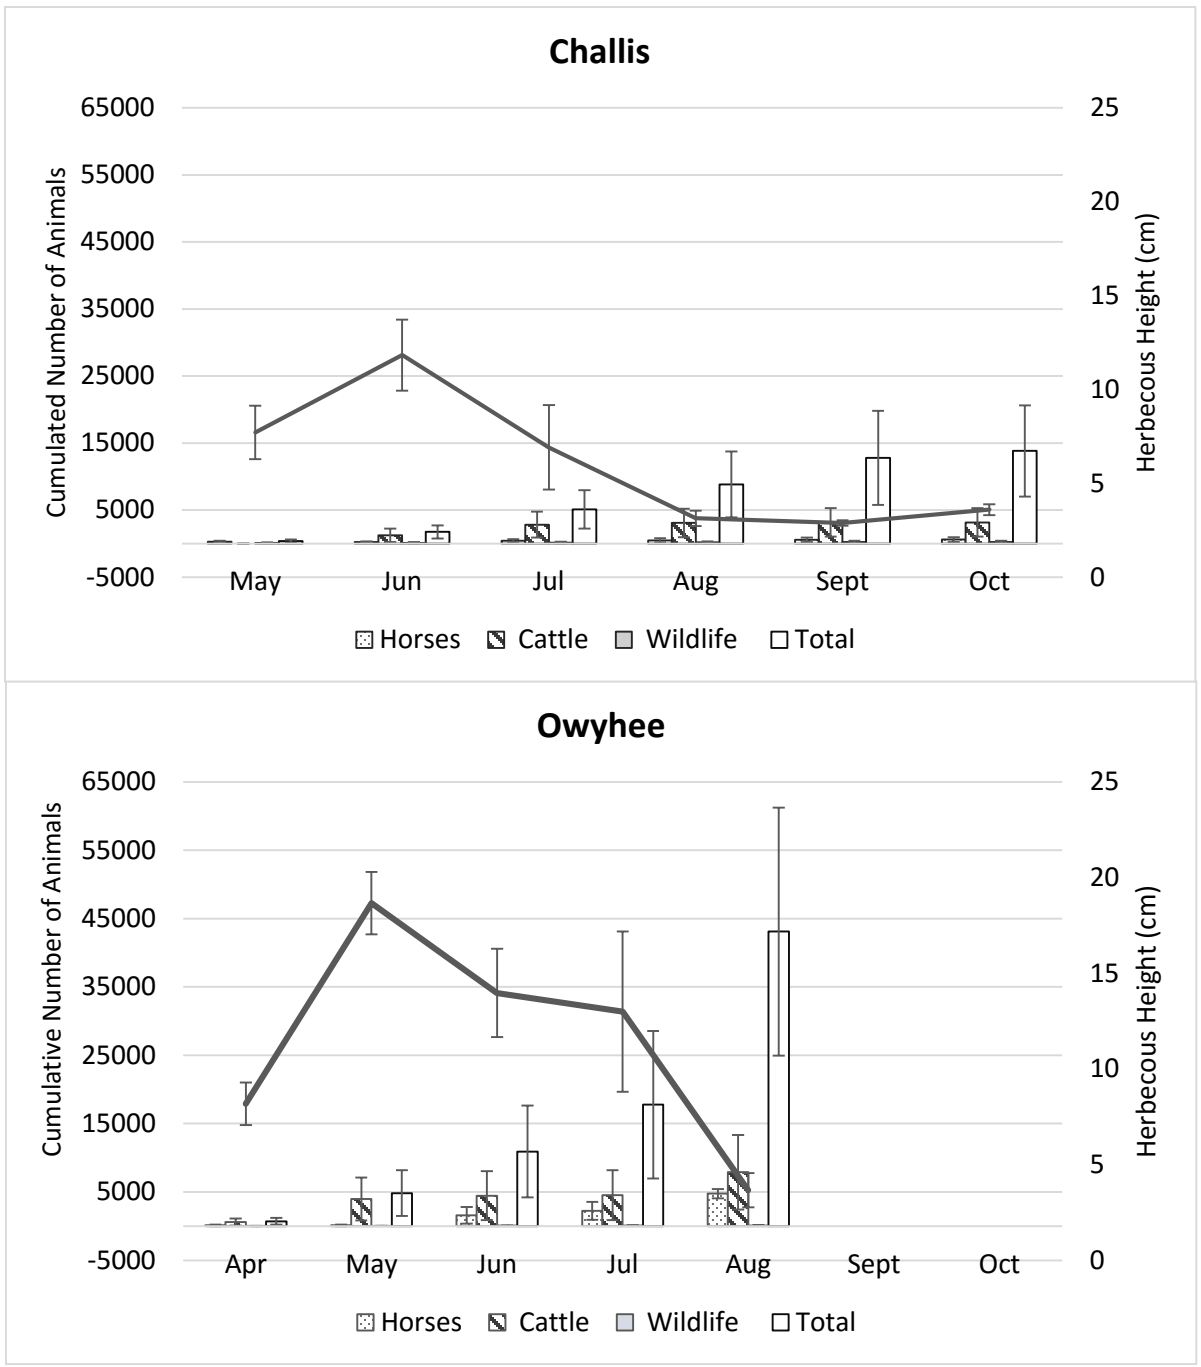 Challis
65000
55000
45000
35000
25000
15000
5000
-5000
Cumulated Number of Animals
25
20
15
10
5
0
Herbecous Height (cm)
May Jun Jul Aug Sept Oct
Horses Cattle Wildlife Total
Owyhee
65000
55000
45000
35000
25000
15000
5000
-5000
Cumulative Number of Animals
25
20
15
10
5
0
Herbecous Height (cm)
Apr May Jun Jul Aug Sept Oct
Horses Cattle Wildlife Total